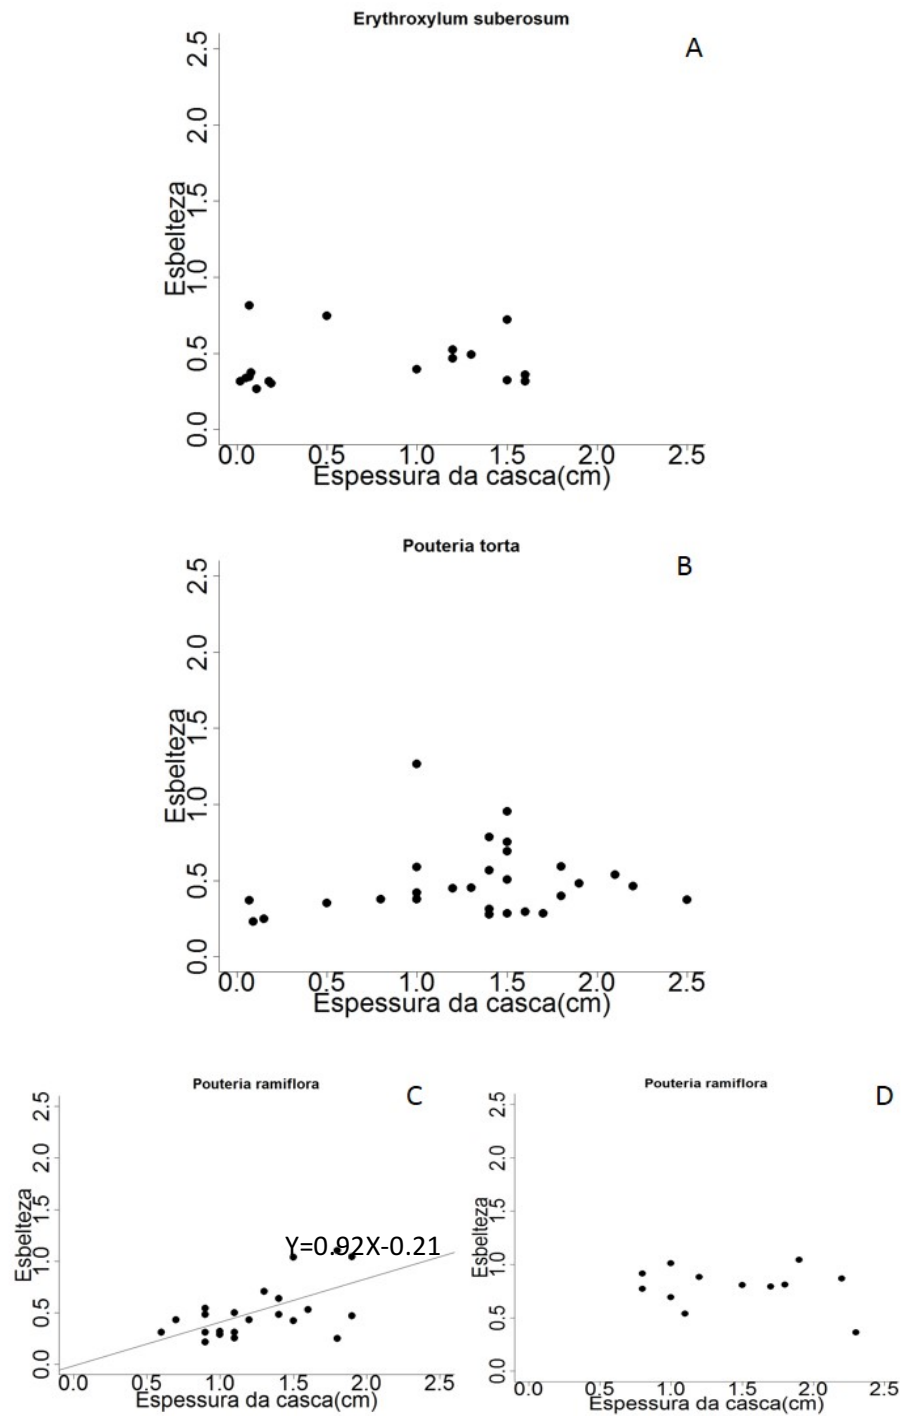 Erythroxylum suberosum
A
2.5
2.0
1.5
1.0
0.5
0.0
Esbelteza
0.0 0.5 1.0 1.5 2.0 2.5
Espessura da casca(cm)
Pouteria torta
B
2.5
2.0
1.5
1.0
0.5
0.0
Esbelteza
0.0 0.5 1.0 1.5 2.0 2.5
Espessura da casca(cm)
Pouteria ramiflora
C
2.5
2.0
1.5
1.0
0.5
0.0
Esbelteza
Y=0.92X-0.21
0.0 0.5 1.0 1.5 2.0 2.5
Espessura da casca(cm)
Pouteria ramiflora
D
2.5
2.0
1.5
1.0
0.5
0.0
Esbelteza
0.0 0.5 1.0 1.5 2.0 2.5
Espessura da casca(cm)